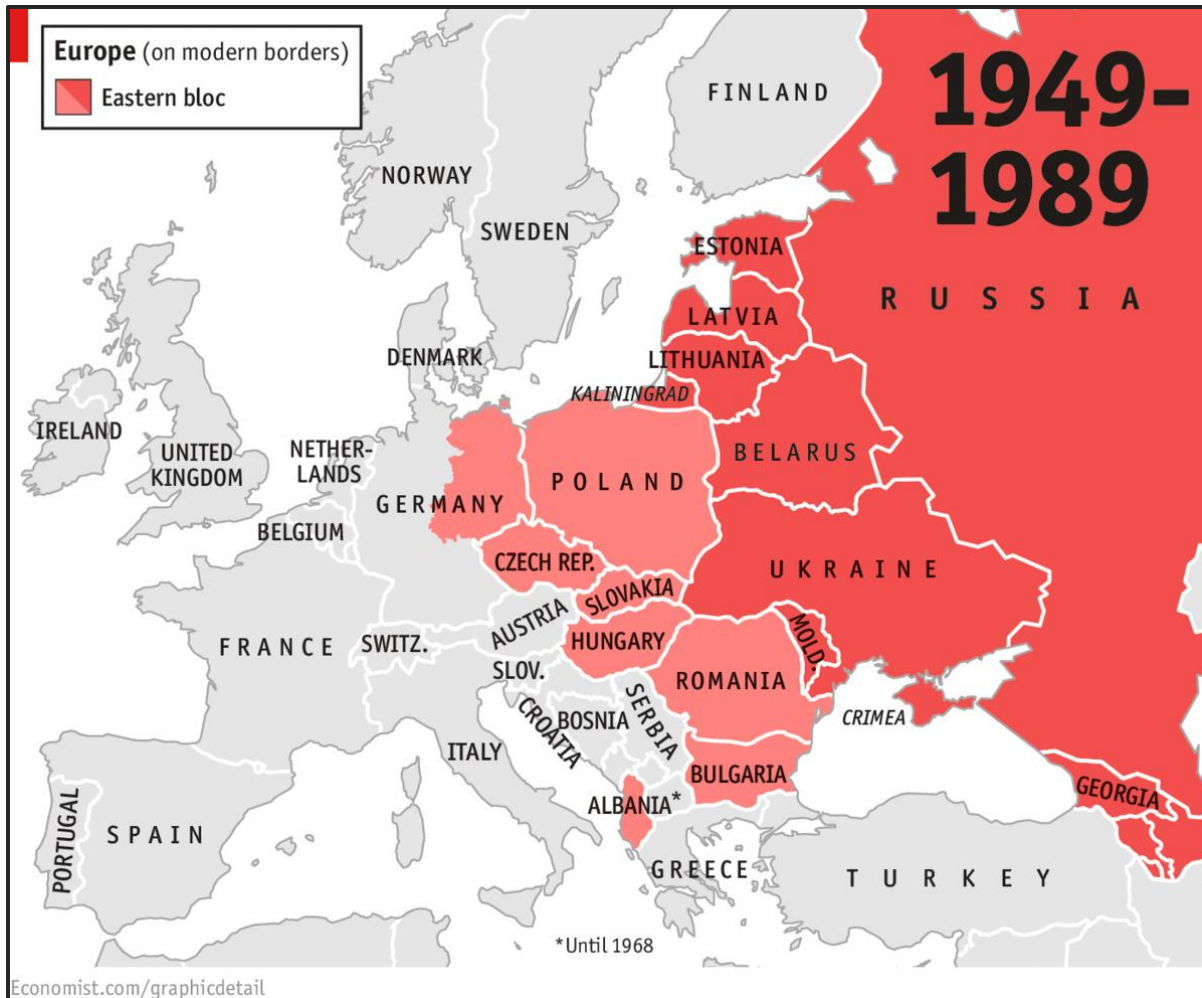 Europe (on modern borders)
Eastern bloc
1949-
1989
FINLAND
NORWAY
SWEDEN
ESTONIA
RUSSIA
LATVIA
DENMARK
LITHUANIA
KALININGRAD
IRELAND
UNITED
KINGDOM
NETHER-
LANDS
BELARUS
GERMANY
POLAND
BELGIUM
CZECH REP.
UKRAINE
SLOVAKIA
AUSTRIA
FRANCE
SWITZ.
HUNGARY
MOLD.
SLOV.
ROMANIA
CROATIA
BOSNIA
SERBIA
CRIMEA
ITALY
BULGARIA
GEORGIA
ALBANIA*
PORTUGAL
SPAIN
GREECE
TURKEY
*Until 1968
Economist.com/graphicdetail